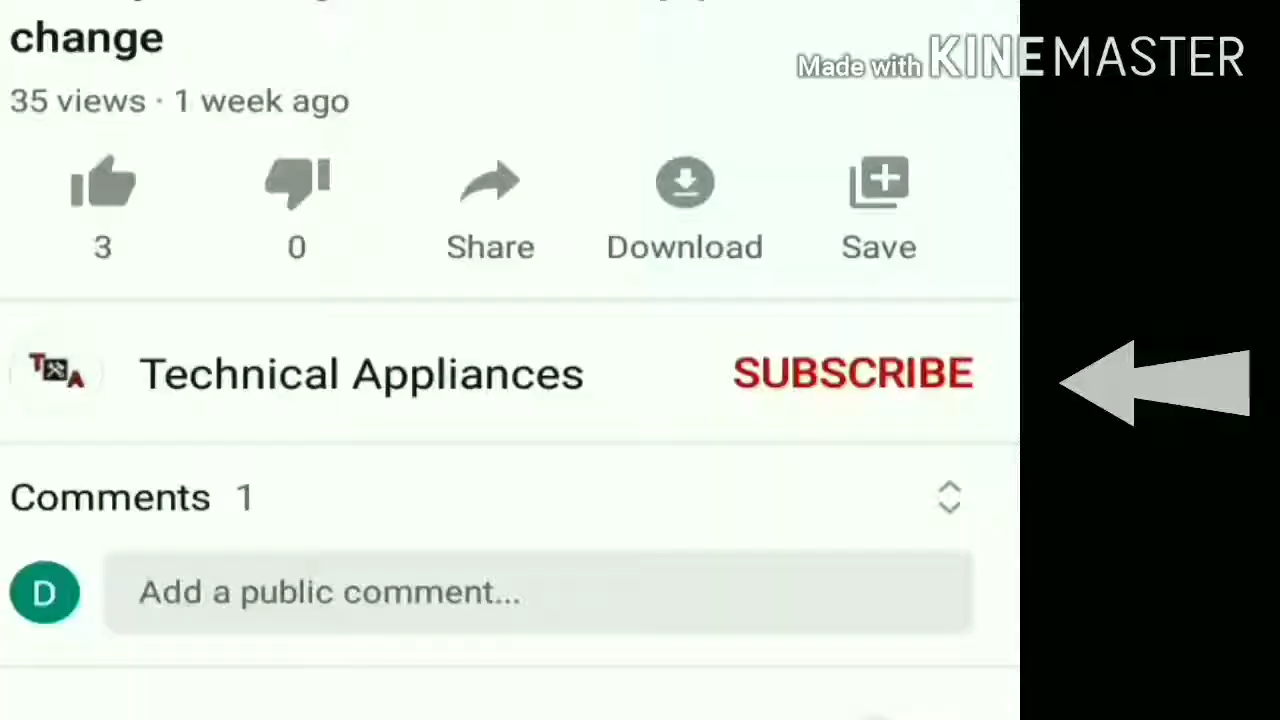 change
Made with KINEMASTER
35 views · 1 week ago
3
0
Share
Download
Save
T A
Technical Appliances
SUBSCRIBE
Comments 1
D
Add a public comment...